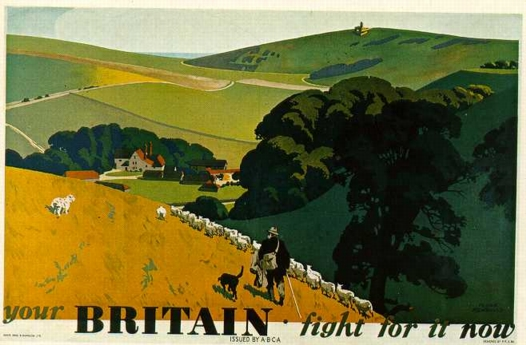 your BRITAIN · fight for it now
ISSUED BY A·B·C·A